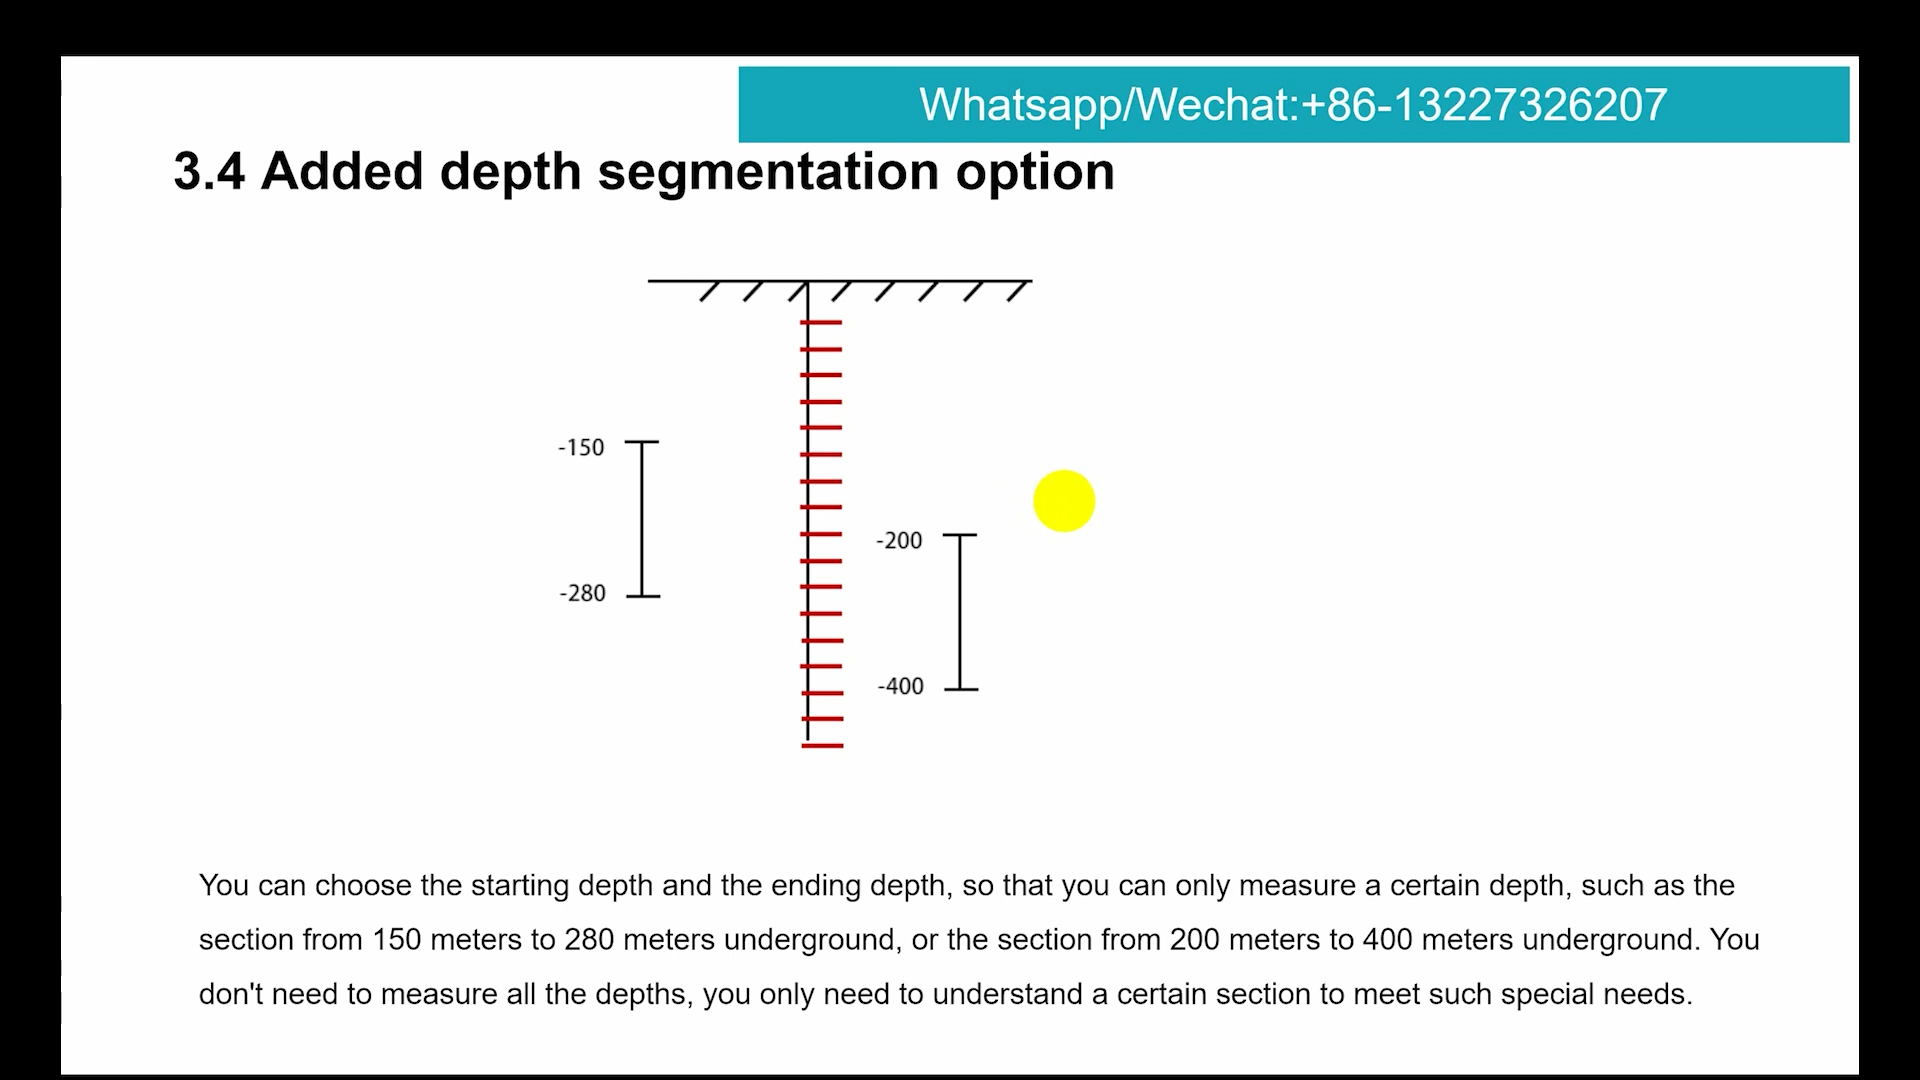 Whatsapp/Wechat:+86-13227326207
3.4 Added depth segmentation option
-150
-200
-280
-400
You can choose the starting depth and the ending depth, so that you can only measure a certain depth, such as the
section from 150 meters to 280 meters underground, or the section from 200 meters to 400 meters underground. You
don't need to measure all the depths, you only need to understand a certain section to meet such special needs.